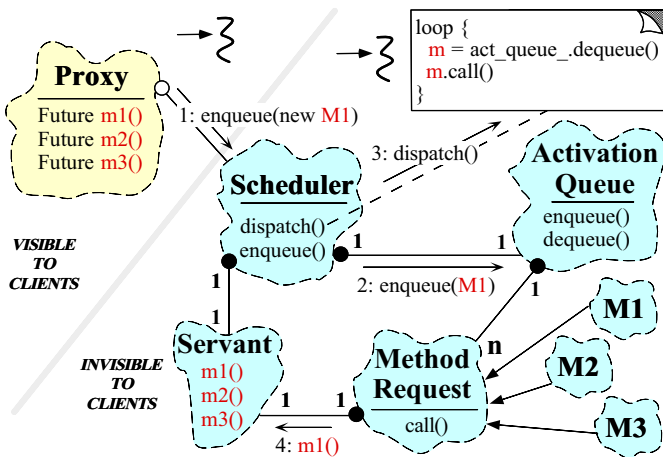 loop {
m = act_queue_.dequeue()
m.call()
}
Proxy
Future m1()
Future m2()
Future m3()
1: enqueue(new M1)
3: dispatch()
Scheduler
dispatch()
enqueue()
Activation
Queue
enqueue()
dequeue()
VISIBLE
TO
CLIENTS
1
1
2: enqueue(M1)
1
1
1
n
INVISIBLE
TO
CLIENTS
Servant
m1()
m2()
m3()
Method
Request
call()
M1
M2
M3
1
1
4: m1()